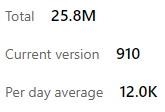 Total 25.8M
Current version 910
Per day average 12.0K